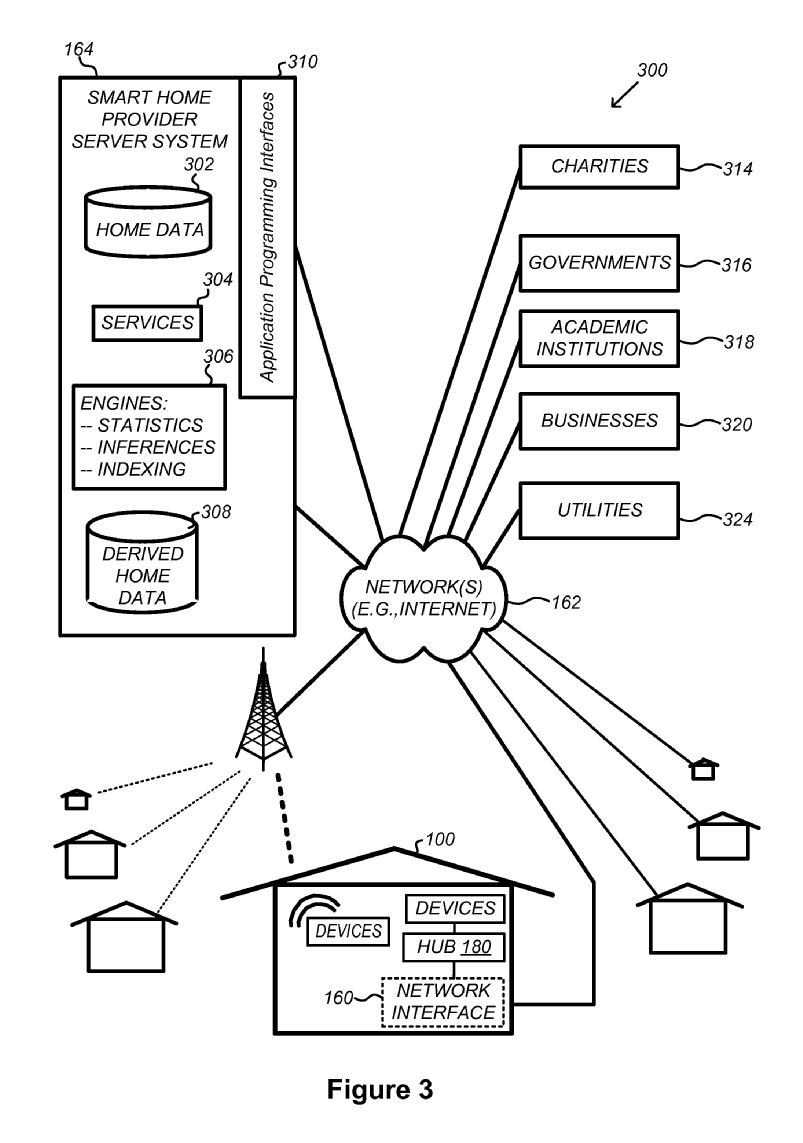 164
310
300
SMART HOME
PROVIDER
SERVER SYSTEM
Application Programming Interfaces
302
HOME DATA
304
SERVICES
306
ENGINES:
-- STATISTICS
-- INFERENCES
-- INDEXING
308
DERIVED
HOME
DATA
CHARITIES
314
GOVERNMENTS
316
ACADEMIC
INSTITUTIONS
318
BUSINESSES
320
UTILITIES
324
NETWORK(S)
(E.G.,INTERNET)
162
100
DEVICES
DEVICES
HUB 180
160
NETWORK
INTERFACE
Figure 3